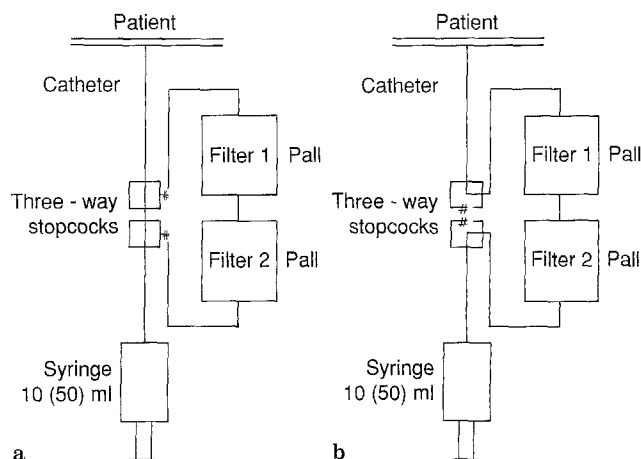 Patient
Catheter
Filter 1 Pall
Three - way
stopcocks
#
#
Filter 2 Pall
Syringe
10 (50) ml
a
Patient
Catheter
Filter 1 Pall
Three - way
stopcocks
#
#
Filter 2 Pall
Syringe
10 (50) ml
b